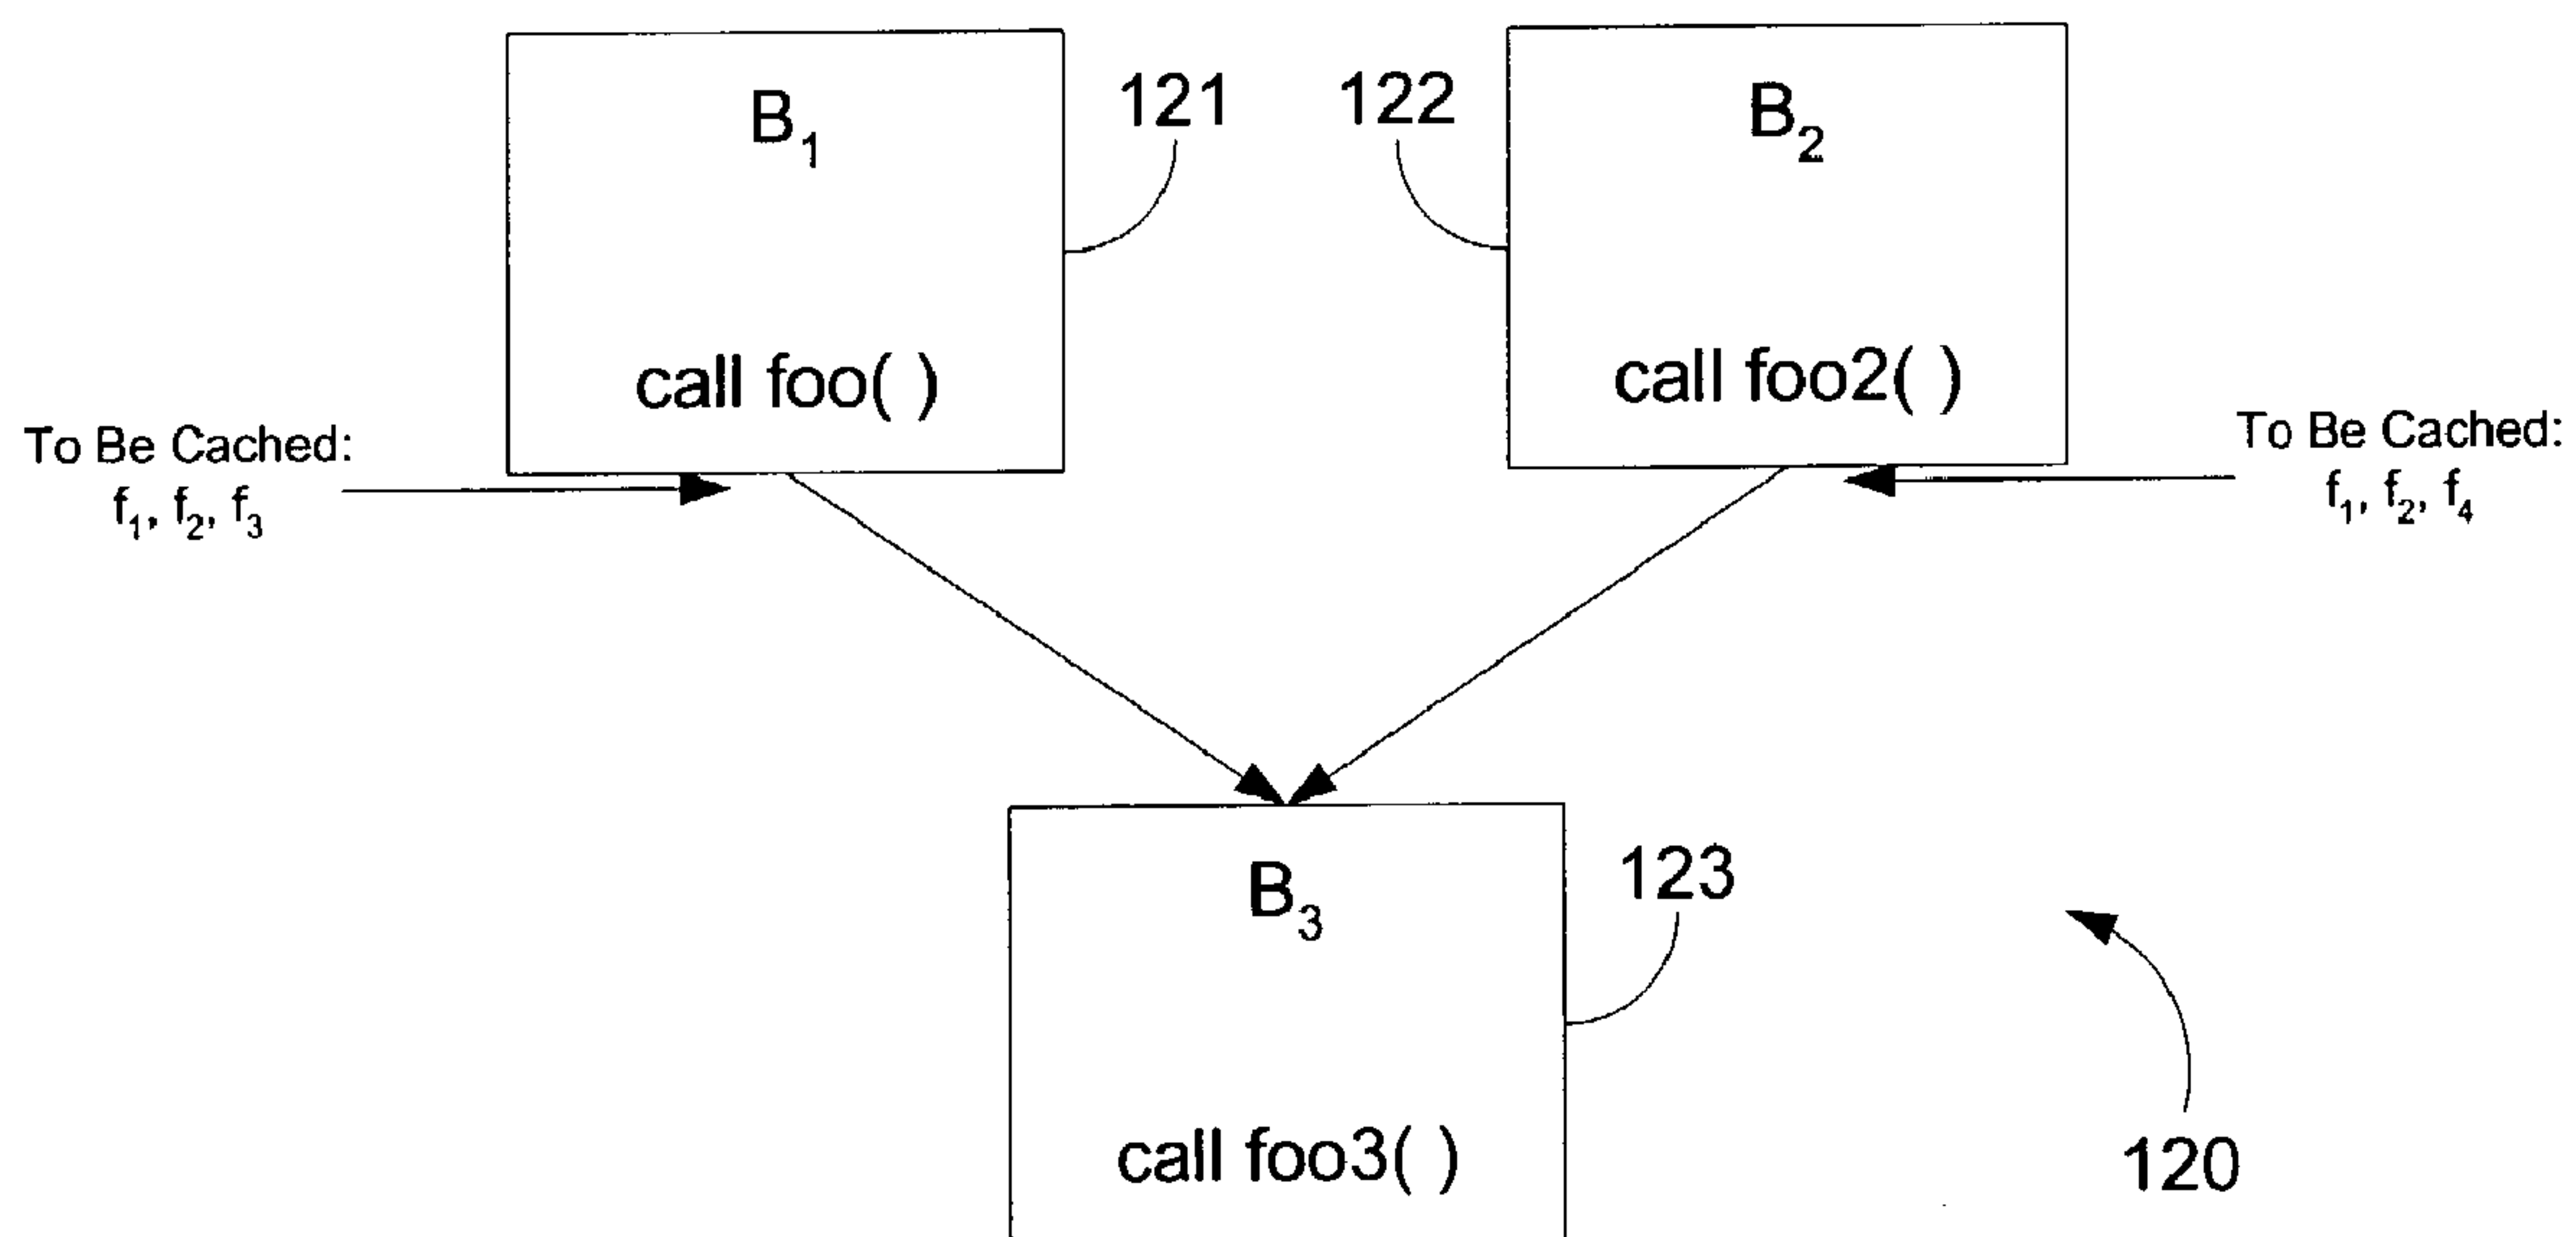 B₁
121
call foo( )
To Be Cached:
f₁, f₂, f₃
122
B₂
call foo2( )
To Be Cached:
f₁, f₂, f₄
B₃
123
call foo3( )
120